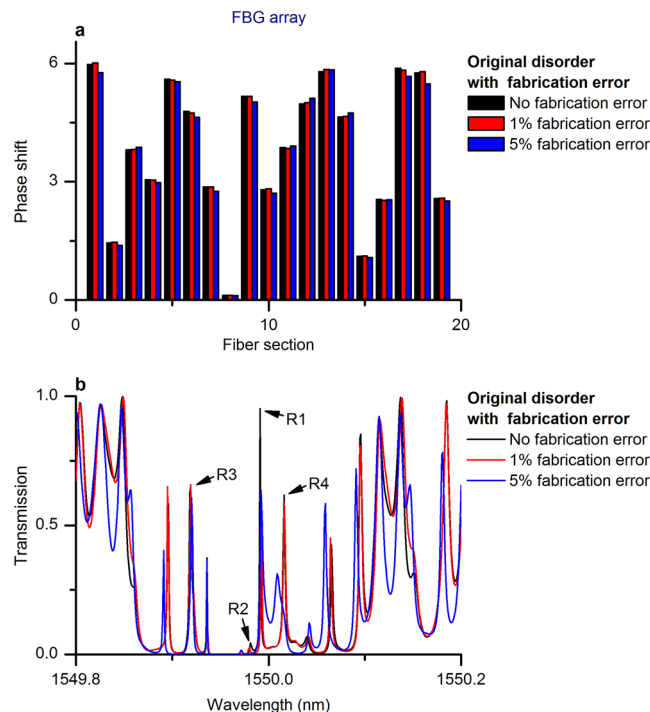 FBG array
a
Original disorder
with fabrication error
No fabrication error
1% fabrication error
5% fabrication error
Phase shift
6
3
0
0
10
20
Fiber section
b
Original disorder
with fabrication error
No fabrication error
1% fabrication error
5% fabrication error
Transmission
1.0
0.5
0.0
R1
R3
R4
R2
1549.8
1550.0
1550.2
Wavelength (nm)